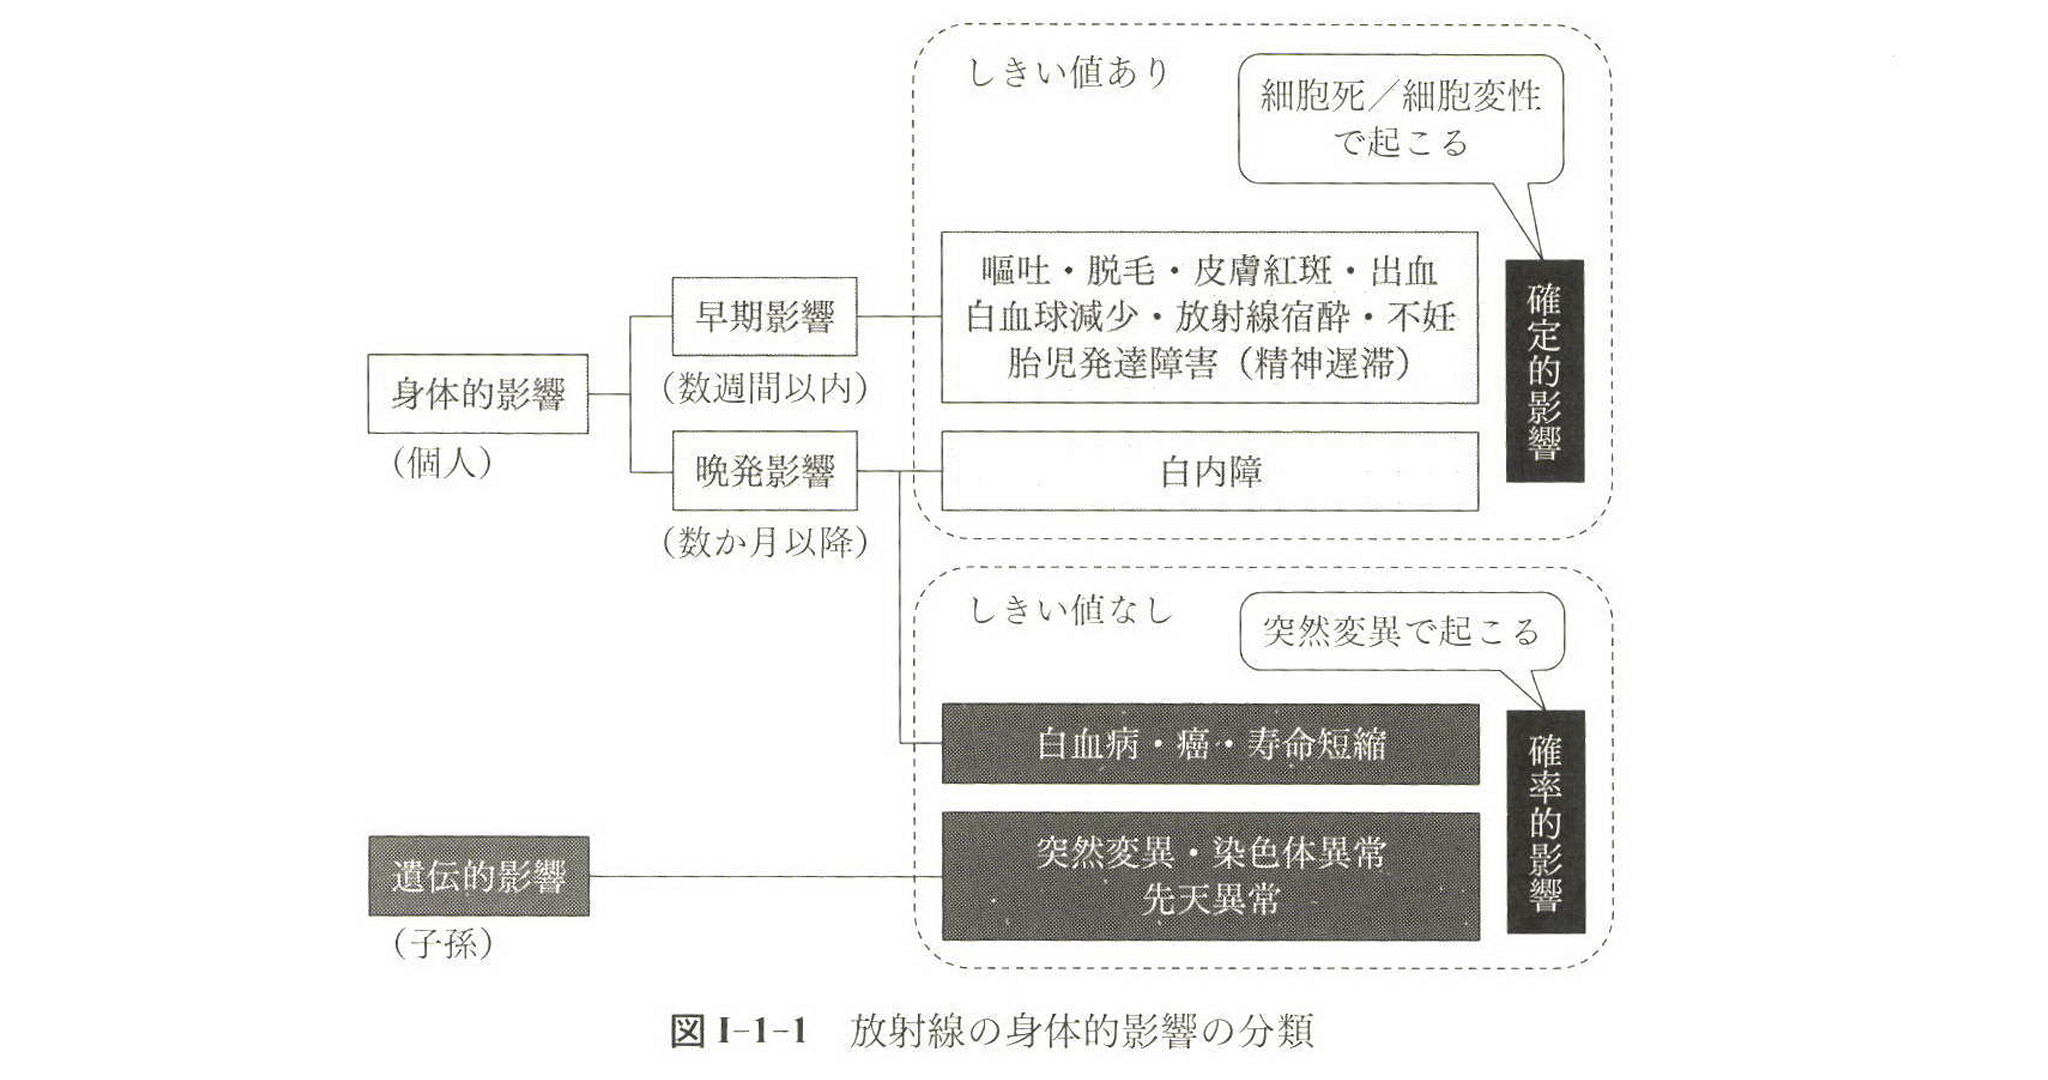 しきい値あり
細胞死／細胞変性
で起こる
嘔吐・脱毛・皮膚紅斑・出血
白血球減少・放射線宿酔・不妊
胎児発達障害（精神遅滞）
確定的影響
早期影響
（数週間以内）
身体的影響
（個人）
晩発影響
（数か月以降）
白内障
しきい値なし
突然変異で起こる
白血病・癌・寿命短縮
確率的影響
遺伝的影響
（子孫）
突然変異・染色体異常
先天異常
図 I-1-1　放射線の身体的影響の分類